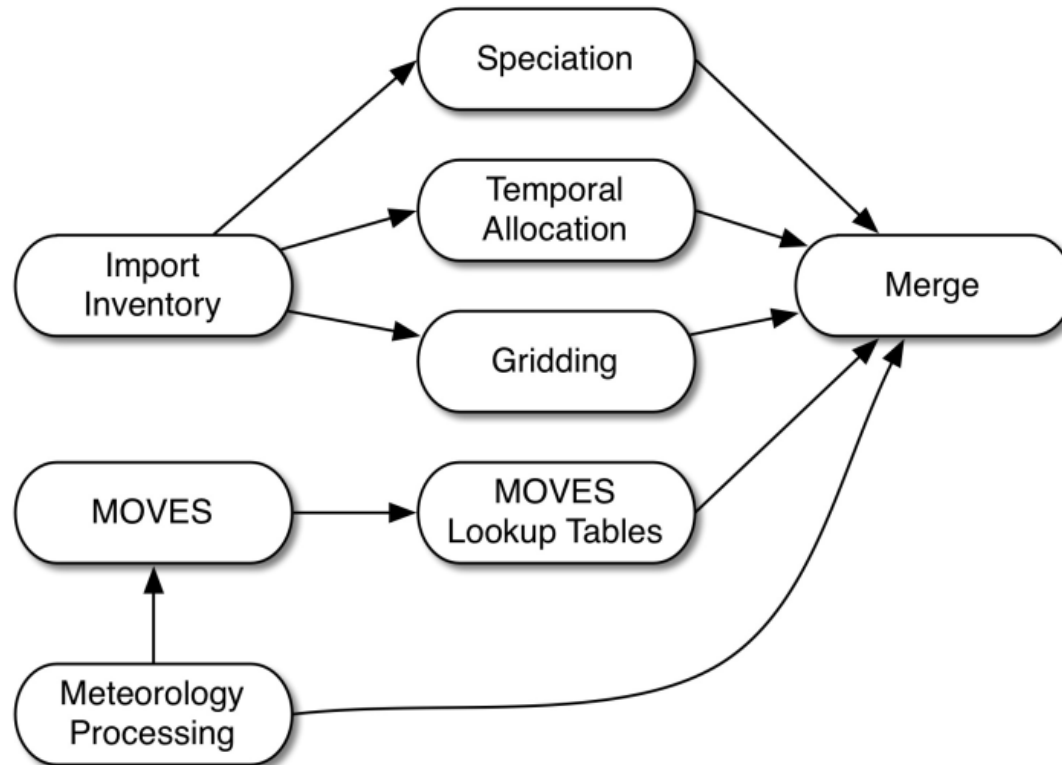 Speciation
Temporal
Allocation
Import
Inventory
Merge
Gridding
MOVES
MOVES
Lookup Tables
Meteorology
Processing